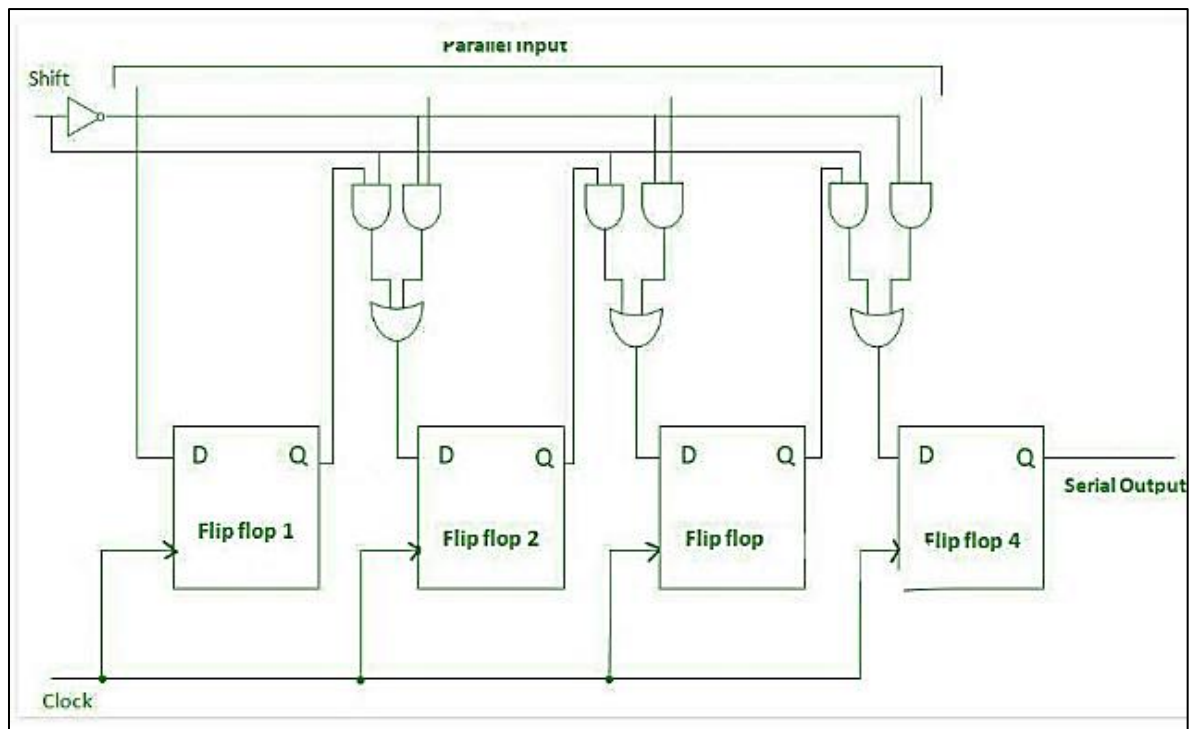 Parallel Input
Shift
D Q
D Q
D Q
D Q
Serial Output
Flip flop 1
Flip flop 2
Flip flop
Flip flop 4
Clock